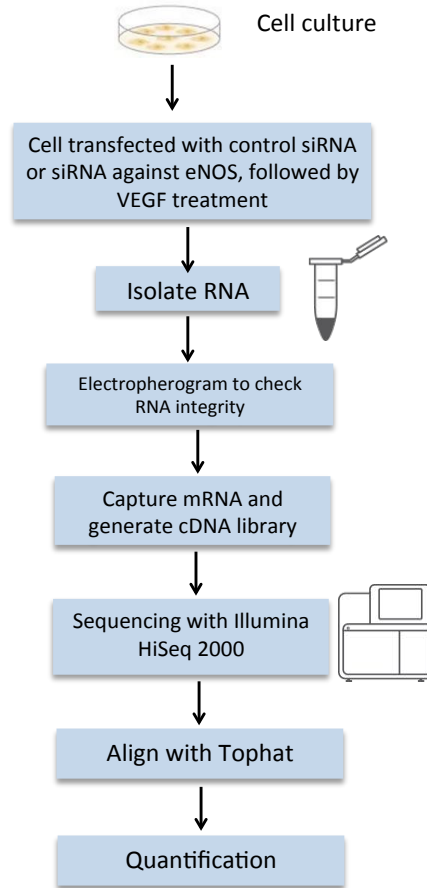 Cell culture
Cell transfected with control siRNA
or siRNA against eNOS, followed by
VEGF treatment
Isolate RNA
Electropherogram to check
RNA integrity
Capture mRNA and
generate cDNA library
Sequencing with Illumina
HiSeq 2000
Align with Tophat
Quantification